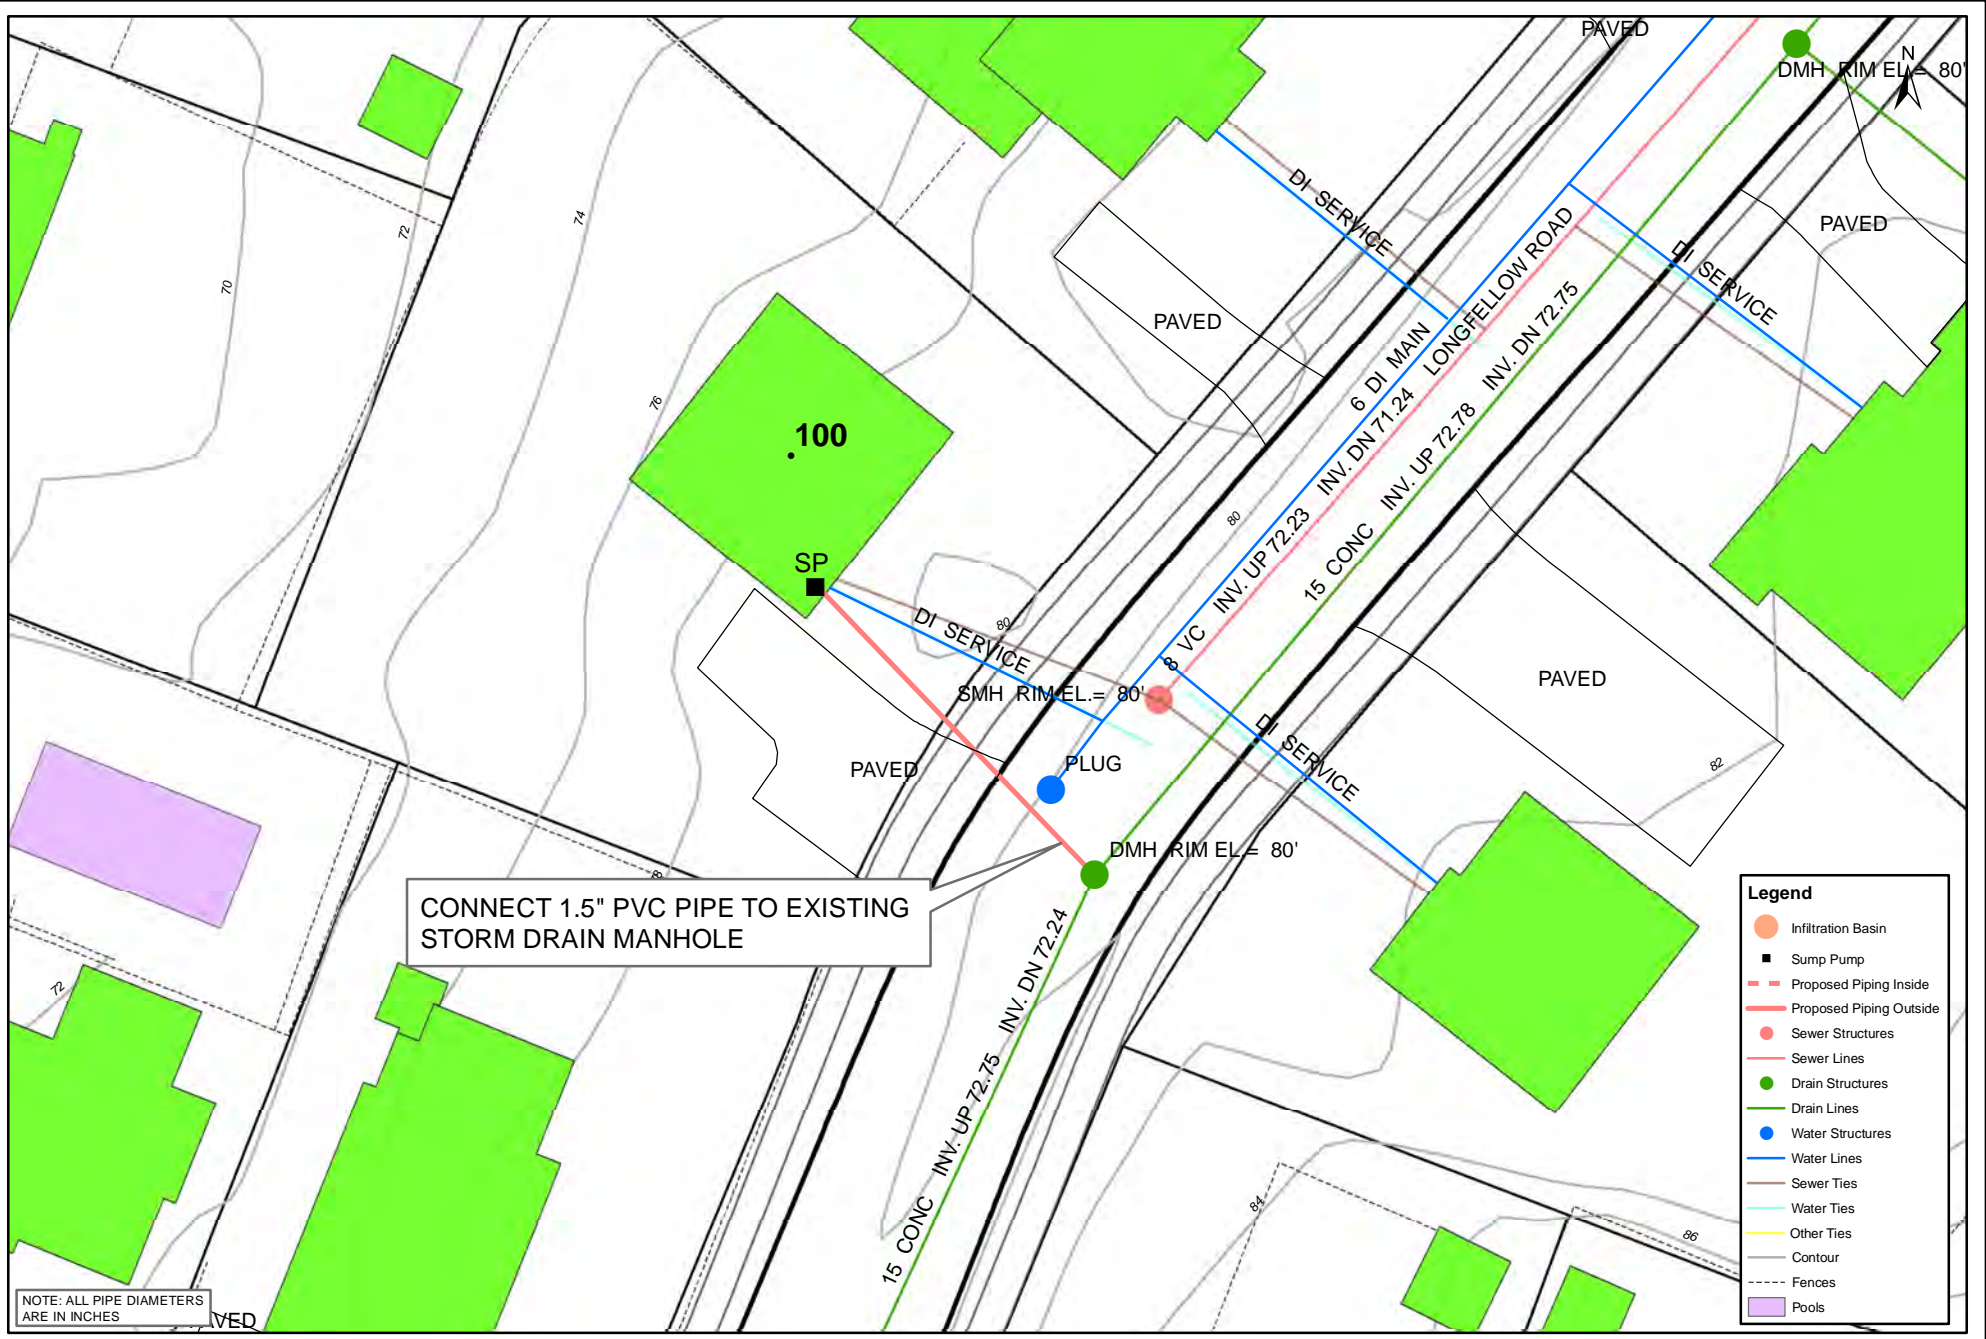 PAVED
N
DMH RIM EL.= 80'
72
74
70
DI SERVICE
PAVED
DI SERVICE
PAVED
76
6 DI MAIN
LONGFELLOW ROAD
100
INV. UP 72.23 INV. DN 71.24
15 CONC INV. UP 72.78 INV. DN 72.75
80
SP
DI SERVICE
80
8 VC
SMH RIM EL.= 80'
PAVED
DI SERVICE
82
PLUG
PAVED
DMH RIM EL.= 80'
CONNECT 1.5" PVC PIPE TO EXISTING
STORM DRAIN MANHOLE
72
15 CONC INV. UP 72.75 INV. DN 72.24
84
86
Legend
Infiltration Basin
Sump Pump
Proposed Piping Inside
Proposed Piping Outside
Sewer Structures
Sewer Lines
Drain Structures
Drain Lines
Water Structures
Water Lines
Sewer Ties
Water Ties
Other Ties
Contour
Fences
Pools
NOTE: ALL PIPE DIAMETERS
ARE IN INCHES